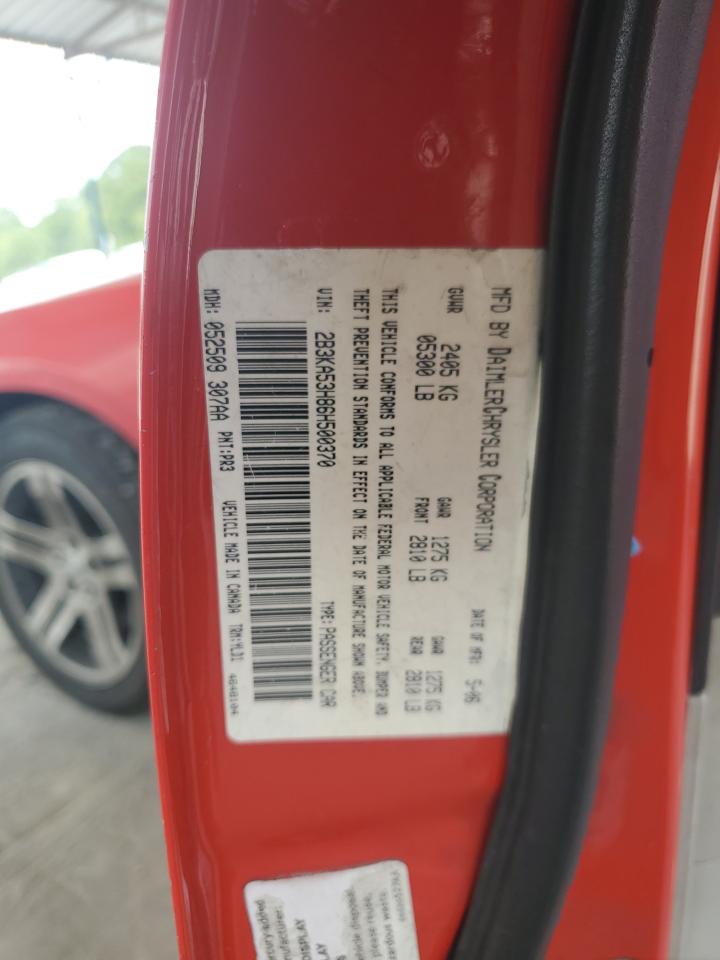 MFD BY DAIMLERCHRYSLER CORPORATION
DATE OF MFR: 5-06
GVWR 2405 KG
05300 LB
GAWR 1275 KG
FRONT 2810 LB
GAWR 1275 KG
REAR 2810 LB
THIS VEHICLE CONFORMS TO ALL APPLICABLE FEDERAL MOTOR VEHICLE SAFETY, BUMPER AND
THEFT PREVENTION STANDARDS IN EFFECT ON THE DATE OF MANUFACTURE SHOWN ABOVE.
VIN: 2B3KA53H86H500370
TYPE: PASSENGER CAR
MDH: 052509 307AA
PNT:PR3
VEHICLE MADE IN CANADA
TRM:YLD1
4648104